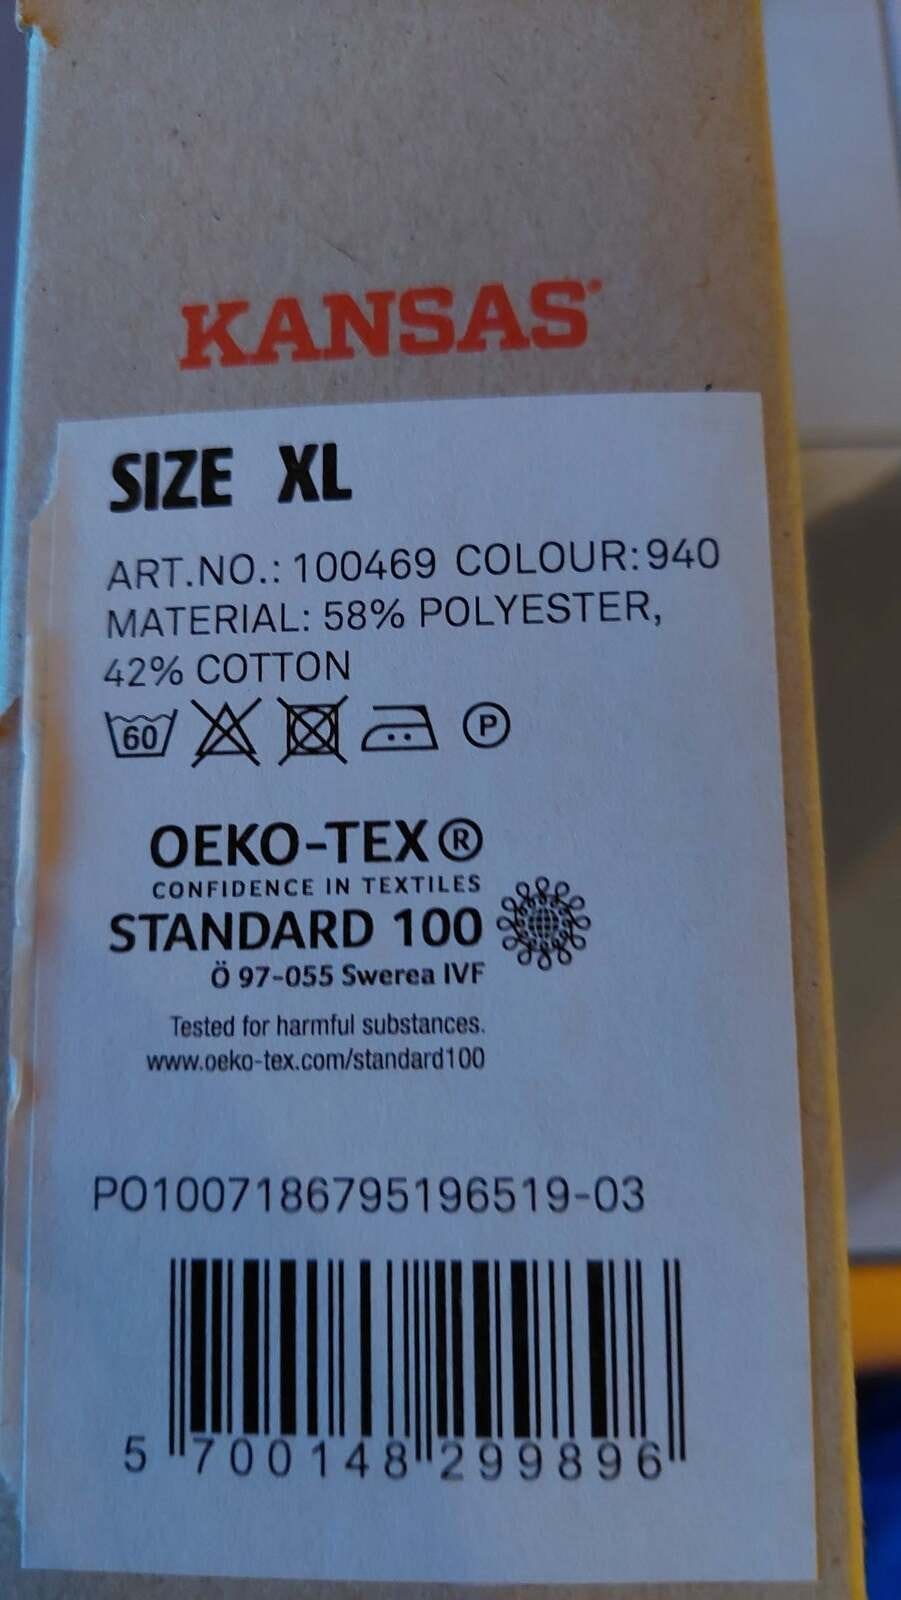 KANSAS®
SIZE XL
ART.NO.: 100469 COLOUR:940
MATERIAL: 58% POLYESTER,
42% COTTON
60 P
OEKO-TEX®
CONFIDENCE IN TEXTILES
STANDARD 100
Ö 97-055 Swerea IVF
Tested for harmful substances.
www.oeko-tex.com/standard100
PO1007186795196519-03
5 700148 299896